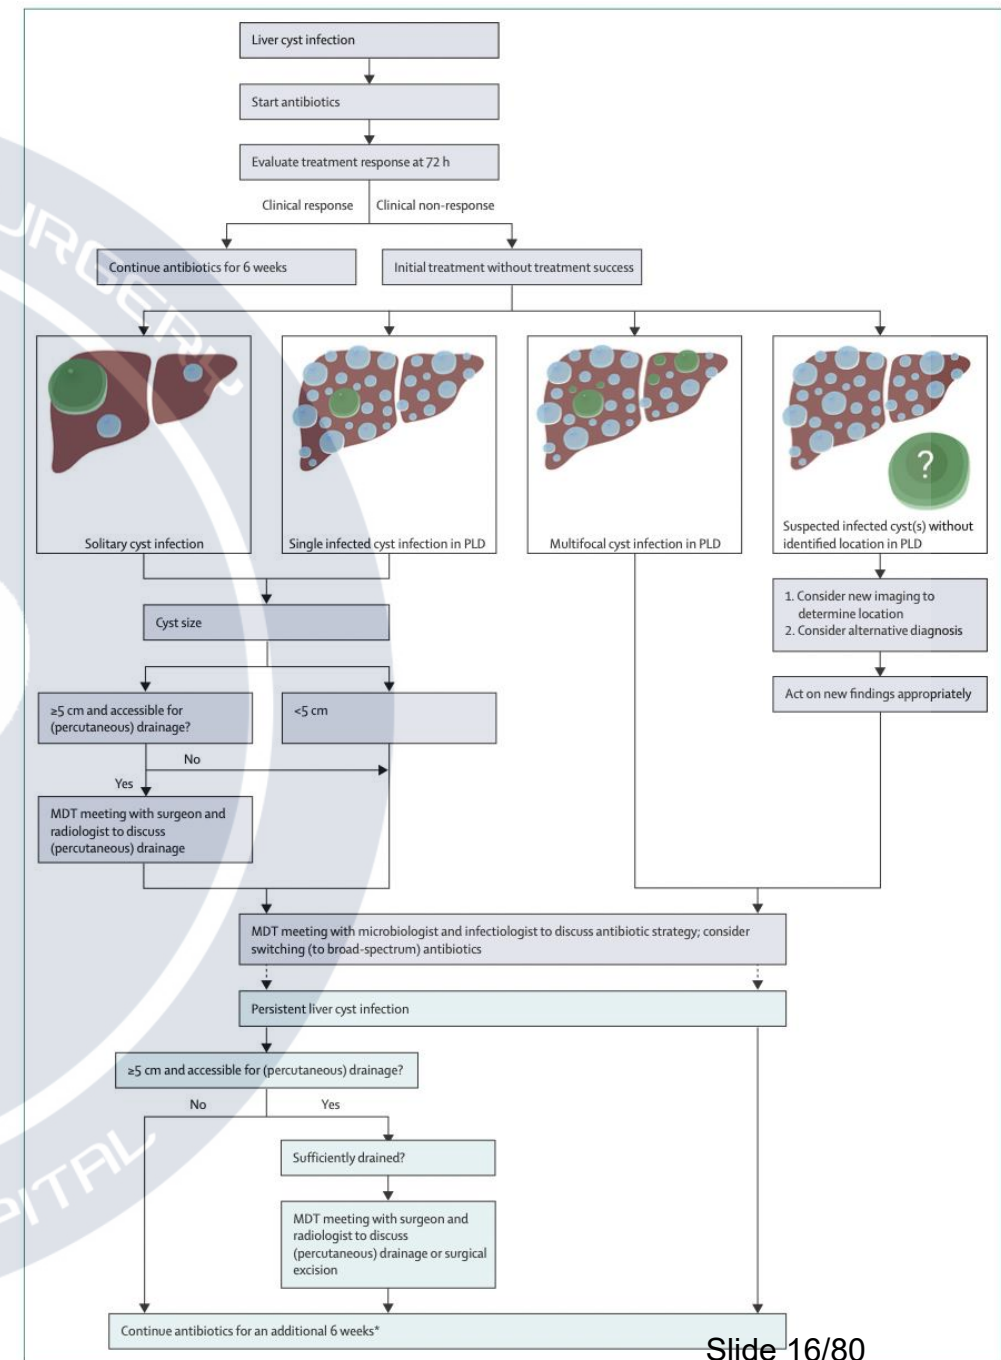 Liver cyst infection
Start antibiotics
Evaluate treatment response at 72 h
Clinical response
Clinical non-response
Continue antibiotics for 6 weeks
Initial treatment without treatment success
?
Solitary cyst infection
Single infected cyst infection in PLD
Multifocal cyst infection in PLD
Suspected infected cyst(s) without
identified location in PLD
Cyst size
1. Consider new imaging to
determine location
2. Consider alternative diagnosis
≥5 cm and accessible for
(percutaneous) drainage?
<5 cm
Act on new findings appropriately
No
Yes
MDT meeting with surgeon and
radiologist to discuss
(percutaneous) drainage
MDT meeting with microbiologist and infectiologist to discuss antibiotic strategy; consider
switching (to broad-spectrum) antibiotics
Persistent liver cyst infection
≥5 cm and accessible for (percutaneous) drainage?
No
Yes
Sufficiently drained?
MDT meeting with surgeon and
radiologist to discuss
(percutaneous) drainage or surgical
excision
Continue antibiotics for an additional 6 weeks*
Slide 16/80